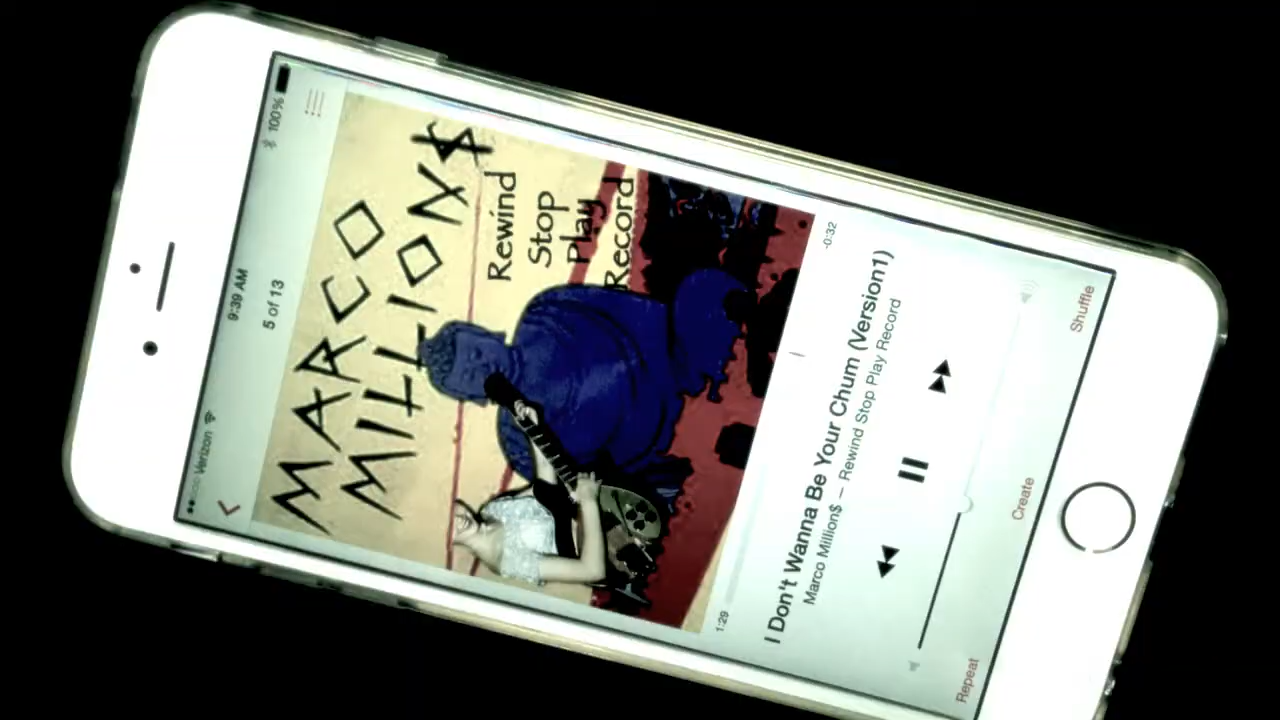 Verizon 9:39 AM 100%
5 of 13
MARCO
MILLION$
Rewind
Stop
Play
Record
1:29 -0:32
I Don't Wanna Be Your Chum (Version1)
Marco Million$ — Rewind Stop Play Record
Repeat Create Shuffle